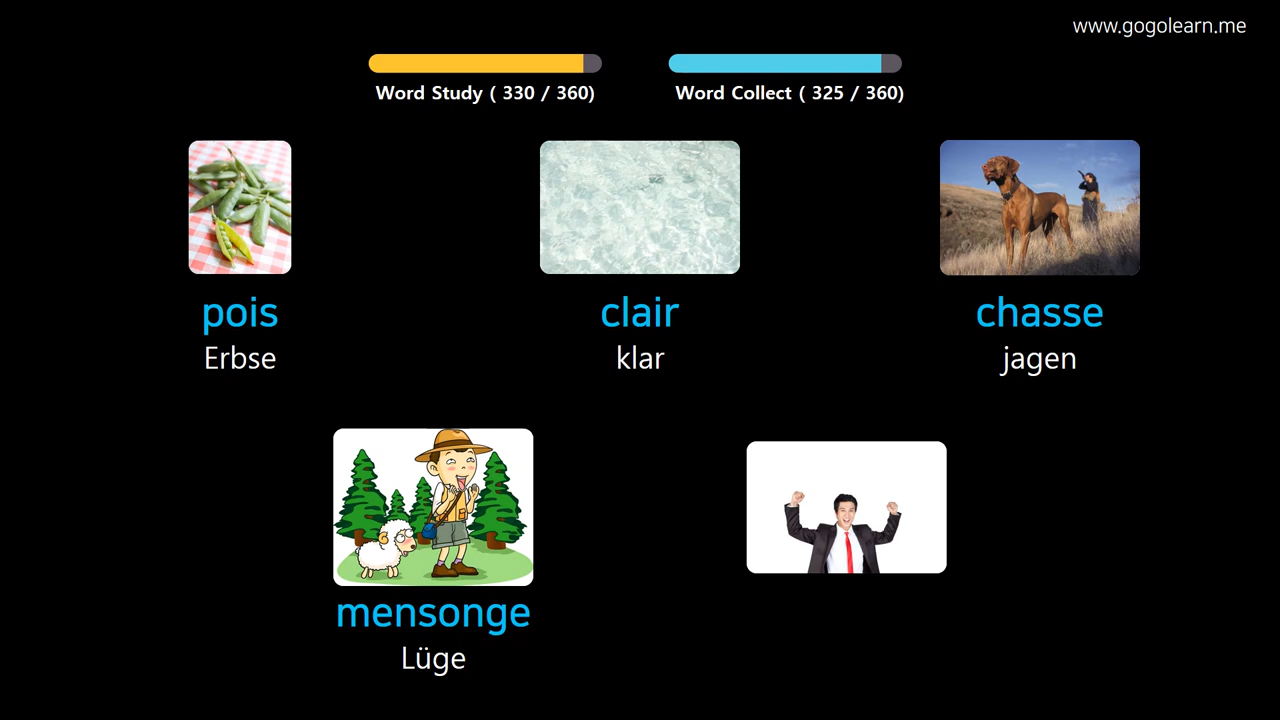 www.gogolearn.me
Word Study ( 330 / 360)
Word Collect ( 325 / 360)
pois
Erbse
clair
klar
chasse
jagen
mensonge
Lüge